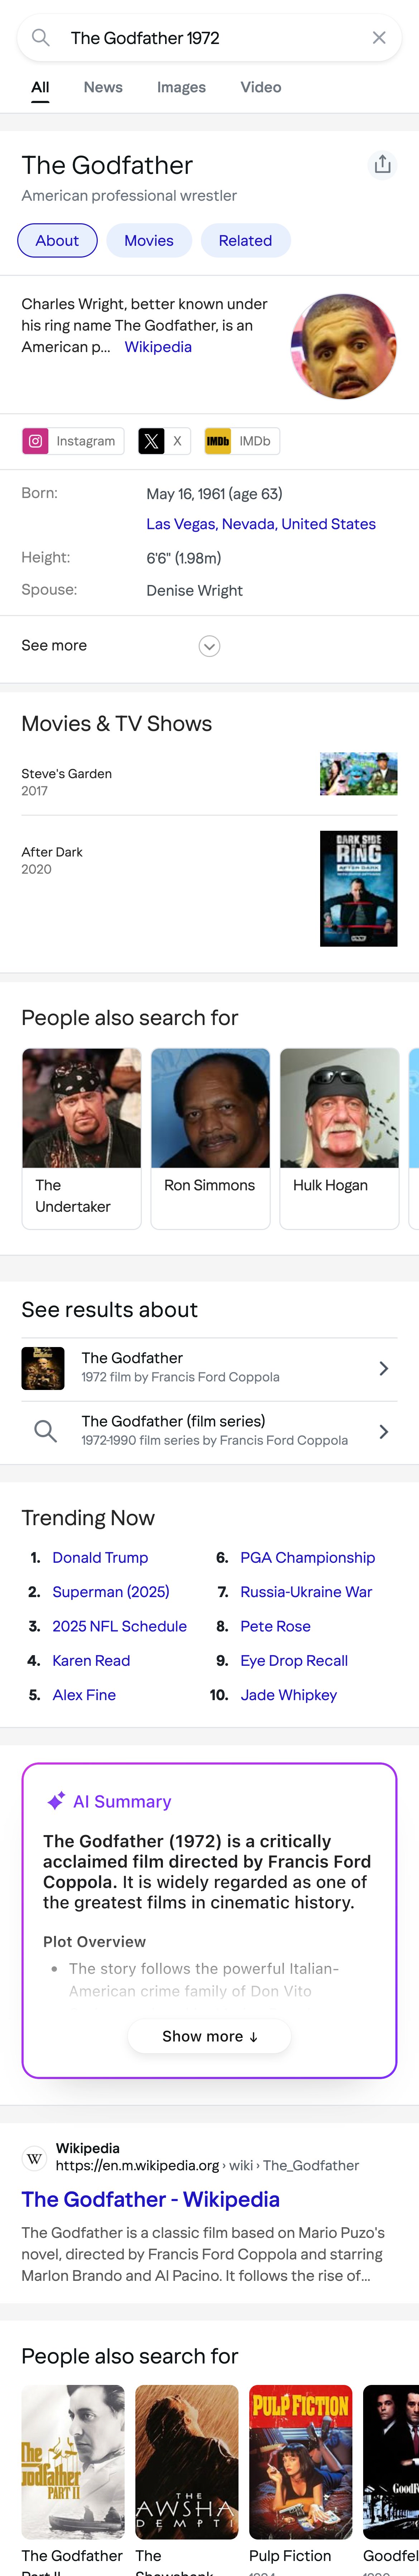 The Godfather 1972
All News Images Video
The Godfather
American professional wrestler
About Movies Related
Charles Wright, better known under
his ring name The Godfather, is an
American p... Wikipedia
Instagram X IMDb IMDb
Born: May 16, 1961 (age 63)
Las Vegas, Nevada, United States
Height: 6'6" (1.98m)
Spouse: Denise Wright
See more
Movies & TV Shows
Steve's Garden
2017
After Dark
2020
DARK SIDE
OF THE
RING
AFTER DARK
People also search for
The
Undertaker
Ron Simmons
Hulk Hogan
See results about
The Godfather
1972 film by Francis Ford Coppola
The Godfather (film series)
1972-1990 film series by Francis Ford Coppola
Trending Now
1. Donald Trump
2. Superman (2025)
3. 2025 NFL Schedule
4. Karen Read
5. Alex Fine
6. PGA Championship
7. Russia-Ukraine War
8. Pete Rose
9. Eye Drop Recall
10. Jade Whipkey
AI Summary
The Godfather (1972) is a critically
acclaimed film directed by Francis Ford
Coppola. It is widely regarded as one of
the greatest films in cinematic history.
Plot Overview
• The story follows the powerful Italian-
American crime family of Don Vito
Show more ↓
W
Wikipedia
https://en.m.wikipedia.org › wiki › The_Godfather
The Godfather - Wikipedia
The Godfather is a classic film based on Mario Puzo's
novel, directed by Francis Ford Coppola and starring
Marlon Brando and Al Pacino. It follows the rise of...
People also search for
The
odfather
PART II
THE
AWSHA
DEMPTI
PULP FICTION
GoodF
The Godfather
The
Pulp Fiction
Goodfel